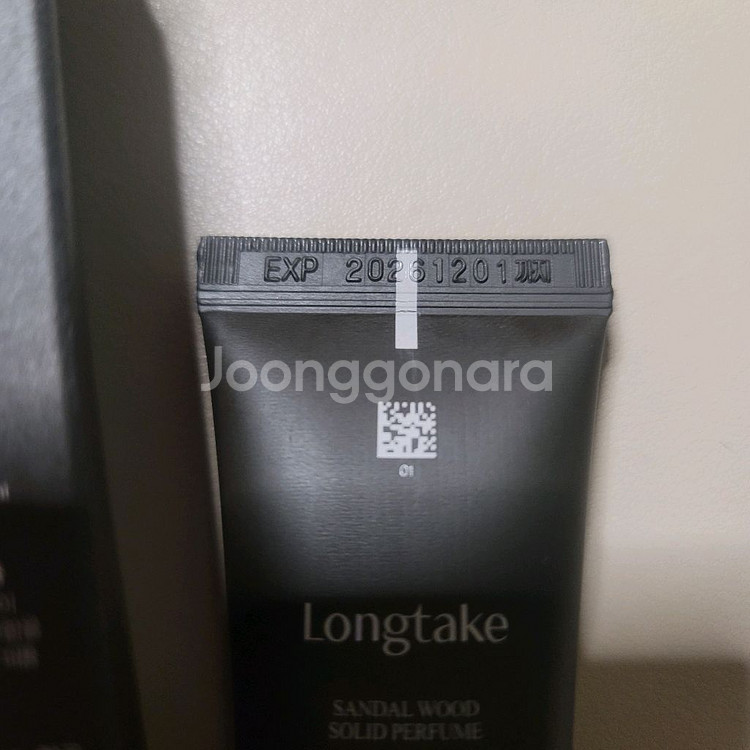 EXP 20261201까지
Joonggonara
01
Longtake
SANDAL WOOD
SOLID PERFUME